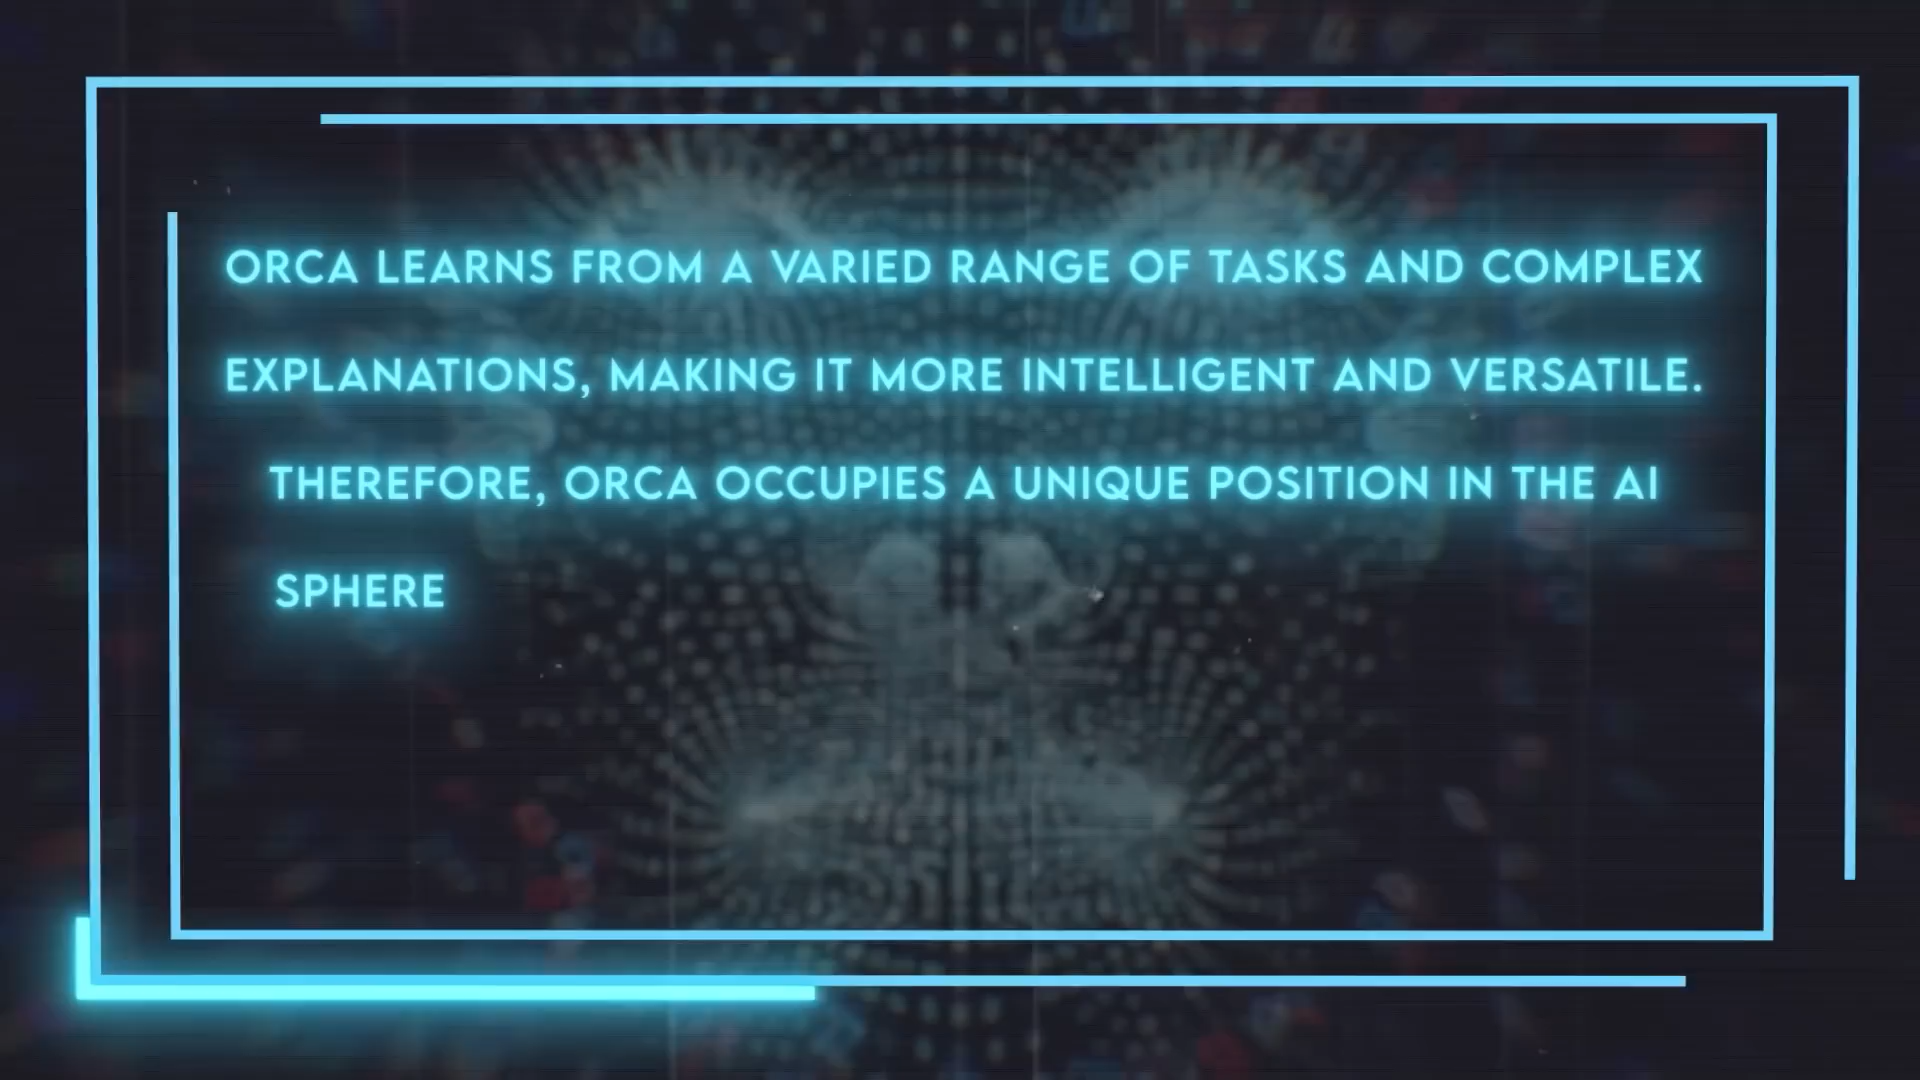 ORCA LEARNS FROM A VARIED RANGE OF TASKS AND COMPLEX
EXPLANATIONS, MAKING IT MORE INTELLIGENT AND VERSATILE.
THEREFORE, ORCA OCCUPIES A UNIQUE POSITION IN THE AI
SPHERE